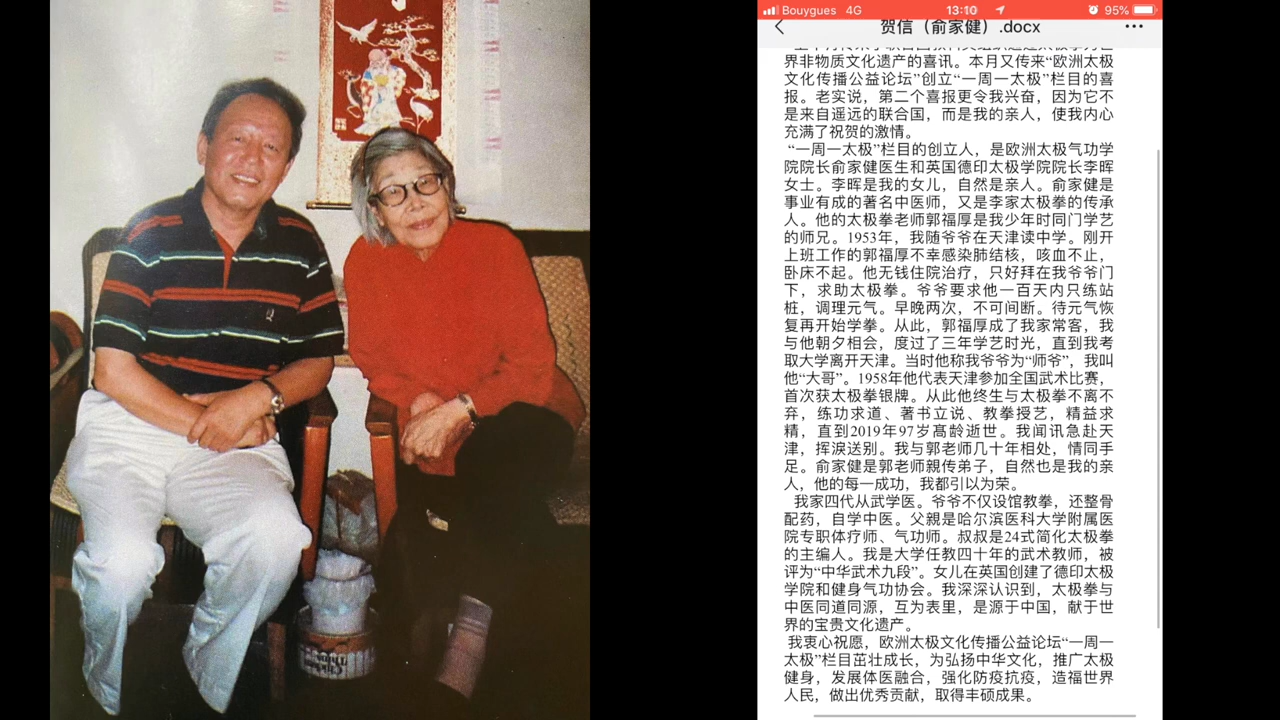 Bouygues 4G 13:10 95%
贺信（俞家健）.docx
界非物质文化遗产的喜讯。本月又传来“欧洲太极
文化传播公益论坛”创立“一周一太极”栏目的喜
报。老实说，第二个喜报更令我兴奋，因为它不
是来自遥远的联合国，而是我的亲人，使我内心
充满了祝贺的激情。
“一周一太极”栏目的创立人，是欧洲太极气功学
院院长俞家健医生和英国德印太极学院院长李晖
女士。李晖是我的女儿，自然是亲人。俞家健是
事业有成的著名中医师，又是李家太极拳的传承
人。他的太极拳老师郭福厚是我少年时同门学艺
的师兄。1953年，我随爷爷在天津读中学。刚开
上班工作的郭福厚不幸感染肺结核，咳血不止，
卧床不起。他无钱住院治疗，只好拜在我爷爷门
下，求助太极拳。爷爷要求他一百天内只练站
桩，调理元气。早晚两次，不可间断。待元气恢
复再开始学拳。从此，郭福厚成了我家常客，我
与他朝夕相会，度过了三年学艺时光，直到我考
取大学离开天津。当时他称我爷爷为“师爷”，我叫
他“大哥”。1958年他代表天津参加全国武术比赛，
首次获太极拳银牌。从此他终生与太极拳不离不
弃，练功求道、著书立说、教拳授艺，精益求
精，直到2019年97岁髙龄逝世。我闻讯急赴天
津，挥淚送别。我与郭老师几十年相处，情同手
足。俞家健是郭老师親传弟子，自然也是我的亲
人，他的每一成功，我都引以为荣。
我家四代从武学医。爷爷不仅设馆教拳，还整骨
配药，自学中医。父親是哈尔滨医科大学附属医
院专职体疗师、气功师。叔叔是24式简化太极拳
的主编人。我是大学任教四十年的武术教师，被
评为“中华武术九段”。女儿在英国创建了德印太极
学院和健身气功协会。我深深认识到，太极拳与
中医同道同源，互为表里，是源于中国，献于世
界的宝贵文化遗产。
我衷心祝愿，欧洲太极文化传播公益论坛“一周一
太极”栏目茁壮成长，为弘扬中华文化，推广太极
健身，发展体医融合，强化防疫抗疫，造福世界
人民，做出优秀贡献，取得丰硕成果。